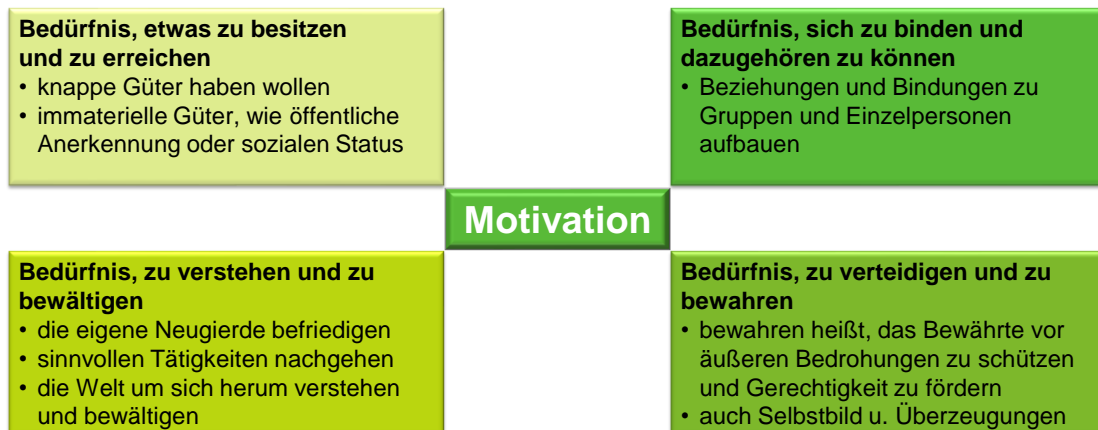 Bedürfnis, etwas zu besitzen
und zu erreichen
• knappe Güter haben wollen
• immaterielle Güter, wie öffentliche
Anerkennung oder sozialen Status
Bedürfnis, sich zu binden und
dazugehören zu können
• Beziehungen und Bindungen zu
Gruppen und Einzelpersonen
aufbauen
Motivation
Bedürfnis, zu verstehen und zu
bewältigen
• die eigene Neugierde befriedigen
• sinnvollen Tätigkeiten nachgehen
• die Welt um sich herum verstehen
und bewältigen
Bedürfnis, zu verteidigen und zu
bewahren
• bewahren heißt, das Bewährte vor
äußeren Bedrohungen zu schützen
und Gerechtigkeit zu fördern
• auch Selbstbild u. Überzeugungen